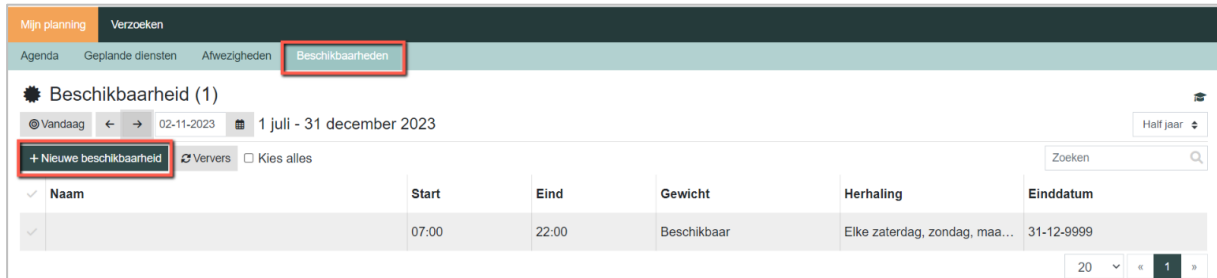 Mijn planning Verzoeken
Agenda Geplande diensten Afwezigheden Beschikbaarheden
Beschikbaarheid (1)
Vandaag ← → 02-11-2023 1 juli - 31 december 2023 Half jaar
+ Nieuwe beschikbaarheid Ververs Kies alles Zoeken
Naam Start Eind Gewicht Herhaling Einddatum
07:00 22:00 Beschikbaar Elke zaterdag, zondag, maa... 31-12-9999
20 « 1 »